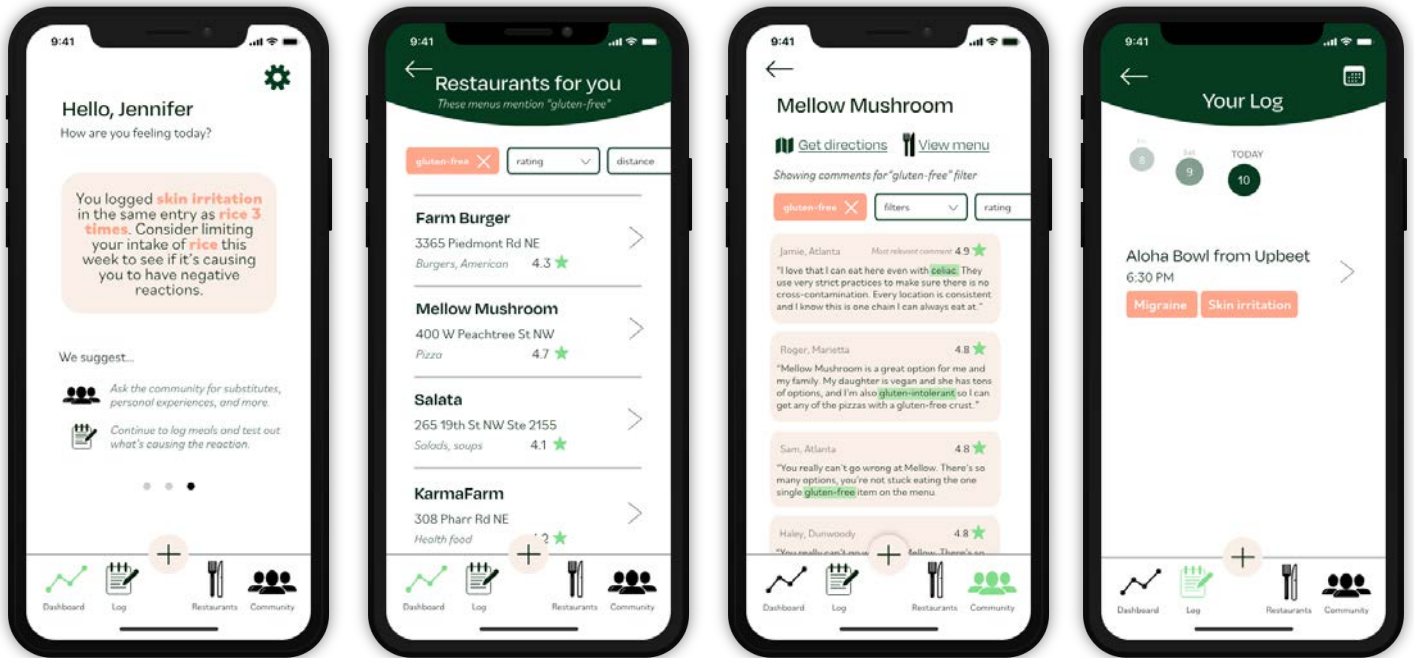 9:41
Hello, Jennifer
How are you feeling today?
You logged skin irritation
in the same entry as rice 3
times. Consider limiting
your intake of rice this
week to see if it's causing
you to have negative
reactions.
We suggest...
Ask the community for substitutes,
personal experiences, and more.
Continue to log meals and test out
what's causing the reaction.
+
Dashboard
Log
Restaurants
Community
9:41
Restaurants for you
These menus mention "gluten-free"
gluten-free
rating
distance
Farm Burger
3365 Piedmont Rd NE
Burgers, American 4.3
Mellow Mushroom
400 W Peachtree St NW
Pizza 4.7
Salata
265 19th St NW Ste 2155
Salads, soups 4.1
KarmaFarm
308 Pharr Rd NE
Health food
+
Dashboard
Log
Restaurants
Community
9:41
Mellow Mushroom
Get directions
View menu
Showing comments for"gluten-free" filter
gluten-free
filters
rating
Jamie, Atlanta Most relevant comment 4.9
"I love that I can eat here even with celiac. They
use very strict practices to make sure there is no
cross-contamination. Every location is consistent
and I know this is one chain I can always eat at."
Roger, Marietta 4.8
"Mellow Mushroom is a great option for me and
my family. My daughter is vegan and she has tons
of options, and I'm also gluten-intolerant so I can
get any of the pizzas with a gluten-free crust."
Sam, Atlanta 4.8
"You really can't go wrong at Mellow. There's so
many options, you're not stuck eating the one
single gluten-free item on the menu.
Haley, Dunwoody 4.8
+
Dashboard
Log
Restaurants
Community
9:41
Your Log
Fri
8
Sat
9
TODAY
10
Aloha Bowl from Upbeet
6:30 PM
Migraine
Skin irritation
+
Dashboard
Log
Restaurants
Community